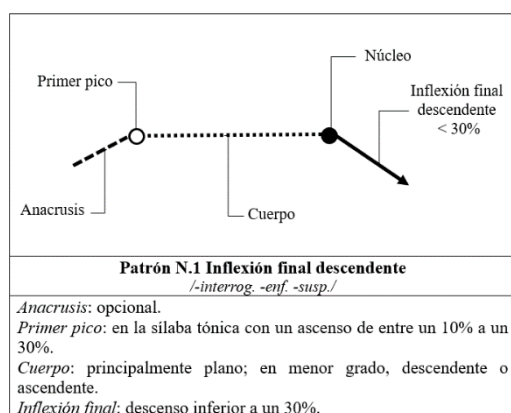 Núcleo
Primer pico
Inflexión final
descendente
< 30%
Anacrusis
Cuerpo
Patrón N.1 Inflexión final descendente
/-interrog. -enf. -susp./
Anacrusis: opcional.
Primer pico: en la sílaba tónica con un ascenso de entre un 10% a un
30%.
Cuerpo: principalmente plano; en menor grado, descendente o
ascendente.
Inflexión final: descenso inferior a un 30%.